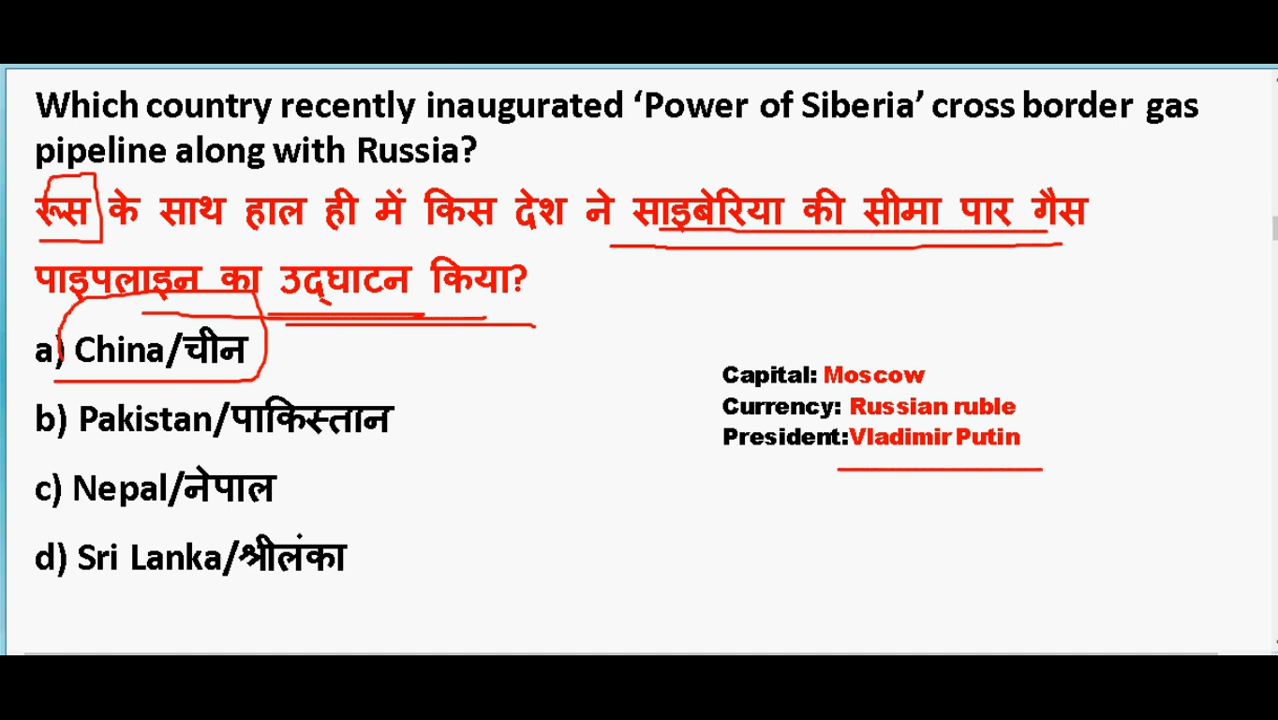 Which country recently inaugurated ‘Power of Siberia’ cross border gas
pipeline along with Russia?
रूस के साथ हाल ही में किस देश ने साइबेरिया की सीमा पार गैस
पाइपलाइन का उद्घाटन किया?
a) China/चीन
b) Pakistan/पाकिस्तान
c) Nepal/नेपाल
d) Sri Lanka/श्रीलंका
Capital: Moscow
Currency: Russian ruble
President:Vladimir Putin